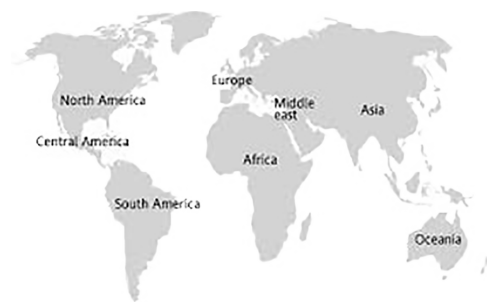 Europe
North America
Middle
east
Asia
Central America
Africa
South America
Oceania